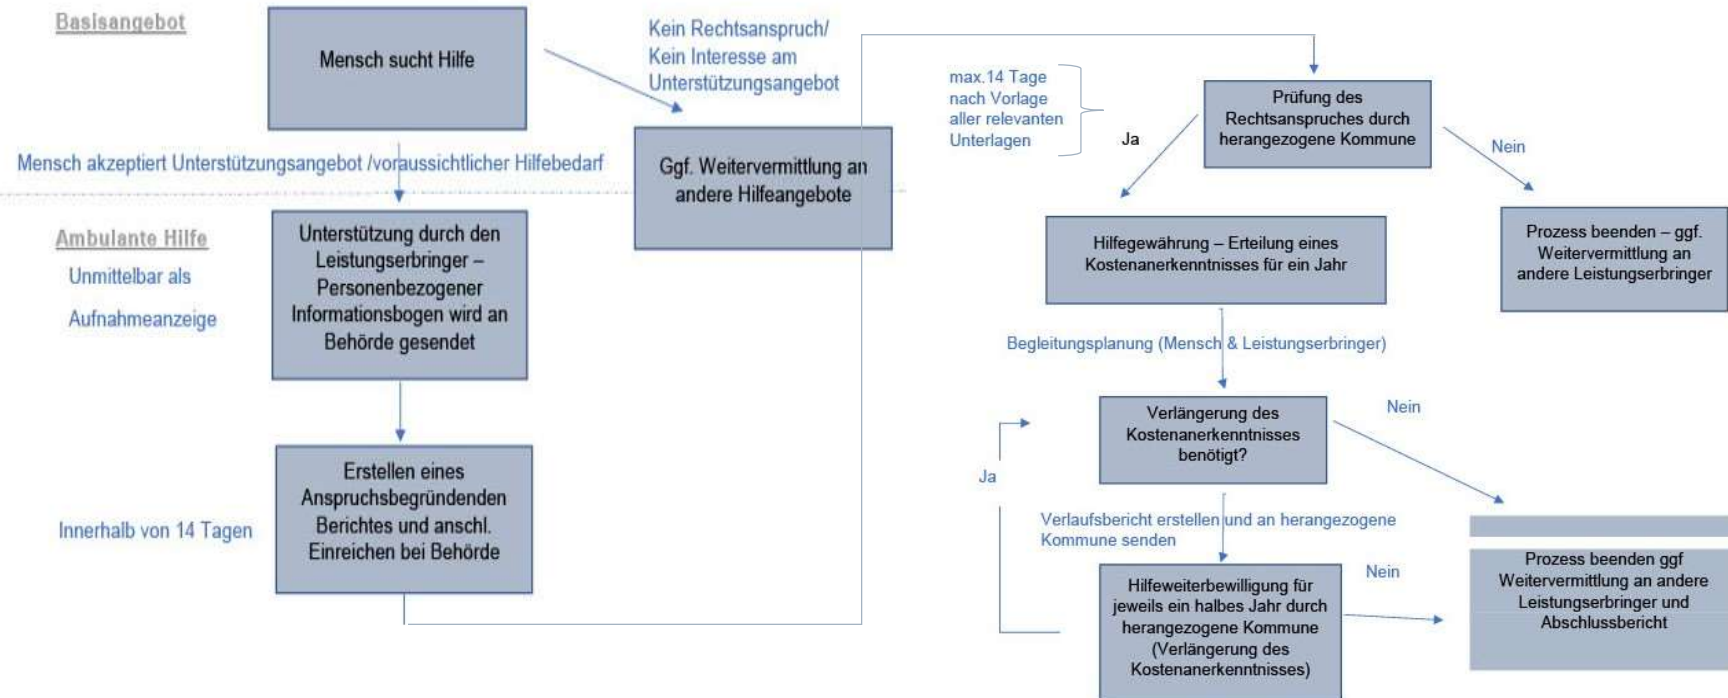 Basisangebot
Mensch sucht Hilfe
Kein Rechtsanspruch/
Kein Interesse am
Unterstützungsangebot
Mensch akzeptiert Unterstützungsangebot /voraussichtlicher Hilfebedarf
Ggf. Weitervermittlung an
andere Hilfeangebote
Ambulante Hilfe
Unmittelbar als
Aufnahmeanzeige
Unterstützung durch den
Leistungserbringer –
Personenbezogener
Informationsbogen wird an
Behörde gesendet
Innerhalb von 14 Tagen
Erstellen eines
Anspruchsbegründenden
Berichtes und anschl.
Einreichen bei Behörde
max.14 Tage
nach Vorlage
aller relevanten
Unterlagen
Prüfung des
Rechtsanspruches durch
herangezogene Kommune
Ja
Nein
Hilfegewährung – Erteilung eines
Kostenanerkenntnisses für ein Jahr
Prozess beenden – ggf.
Weitervermittlung an
andere Leistungserbringer
Begleitungsplanung (Mensch & Leistungserbringer)
Verlängerung des
Kostenanerkenntnisses
benötigt?
Nein
Ja
Verlaufsbericht erstellen und an herangezogene
Kommune senden
Hilfeweiterbewilligung für
jeweils ein halbes Jahr durch
herangezogene Kommune
(Verlängerung des
Kostenanerkenntnisses)
Nein
Prozess beenden ggf
Weitervermittlung an andere
Leistungserbringer und
Abschlussbericht